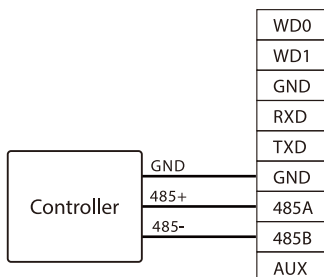 WD0
WD1
GND
RXD
TXD
GND
485A
485B
AUX
Controller
GND
485+
485-